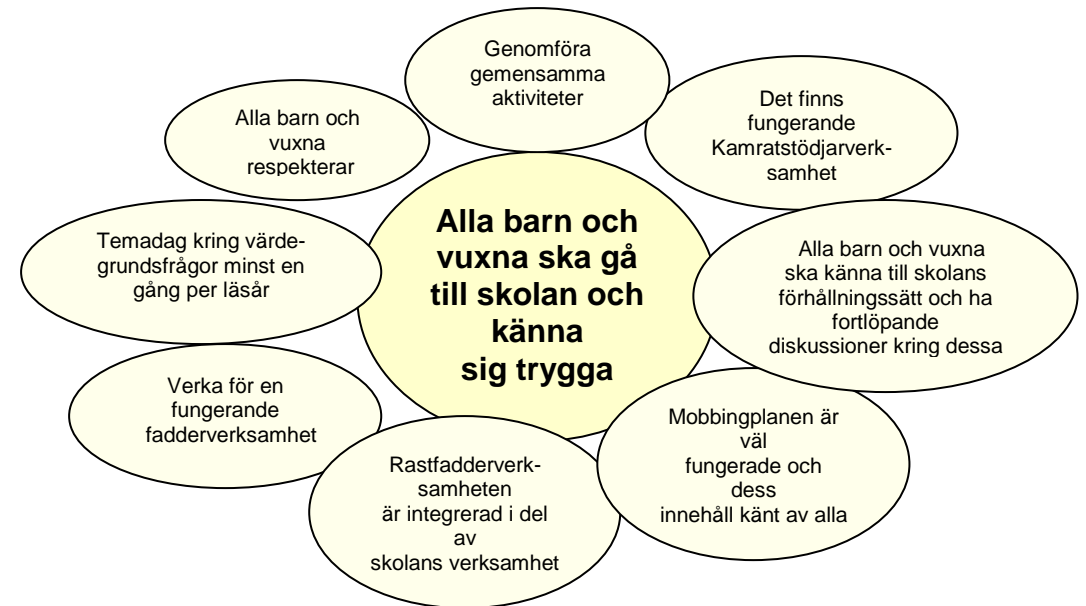 Genomföra
gemensamma
aktiviteter
Det finns
fungerande
Kamratstödjarverk-
samhet
Alla barn och vuxna
ska känna till skolans
förhållningssätt och ha
fortlöpande
diskussioner kring dessa
Mobbingplanen är
väl
fungerade och
dess
innehåll känt av alla
Rastfadderverk-
samheten
är integrerad i del
av
skolans verksamhet
Verka för en
fungerande
fadderverksamhet
Temadag kring värde-
grundsfrågor minst en
gång per läsår
Alla barn och
vuxna
respekterar
Alla barn och
vuxna ska gå
till skolan och
känna
sig trygga